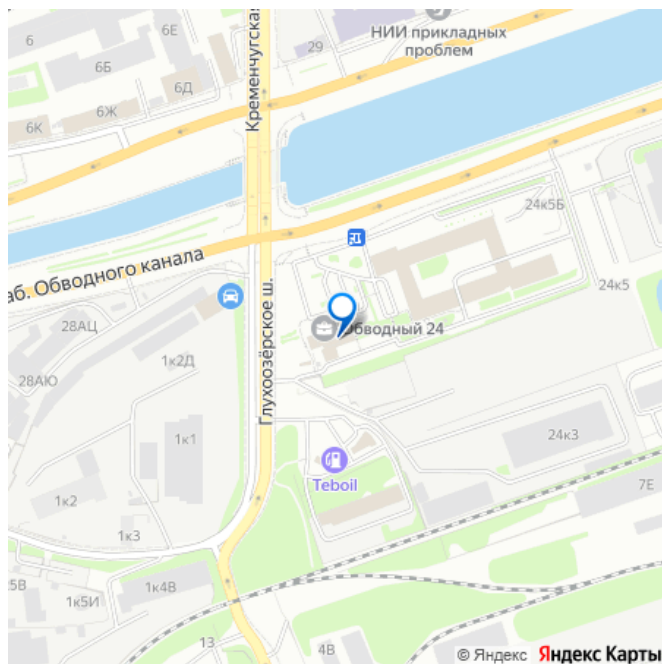 6
6Е
6Б
6Д
6Ж
6К
29
НИИ прикладных
проблем
Кременчугская
24к5Б
аб. Обводного канала
24к5
28АЦ
Обводный 24
1к2Д
28АЮ
Глухоозёрское ш.
1к1
24к3
Teboil
7Е
1к2
1к3
5В
1к5И
1к4В
13
4В
© Яндекс Яндекс Карты